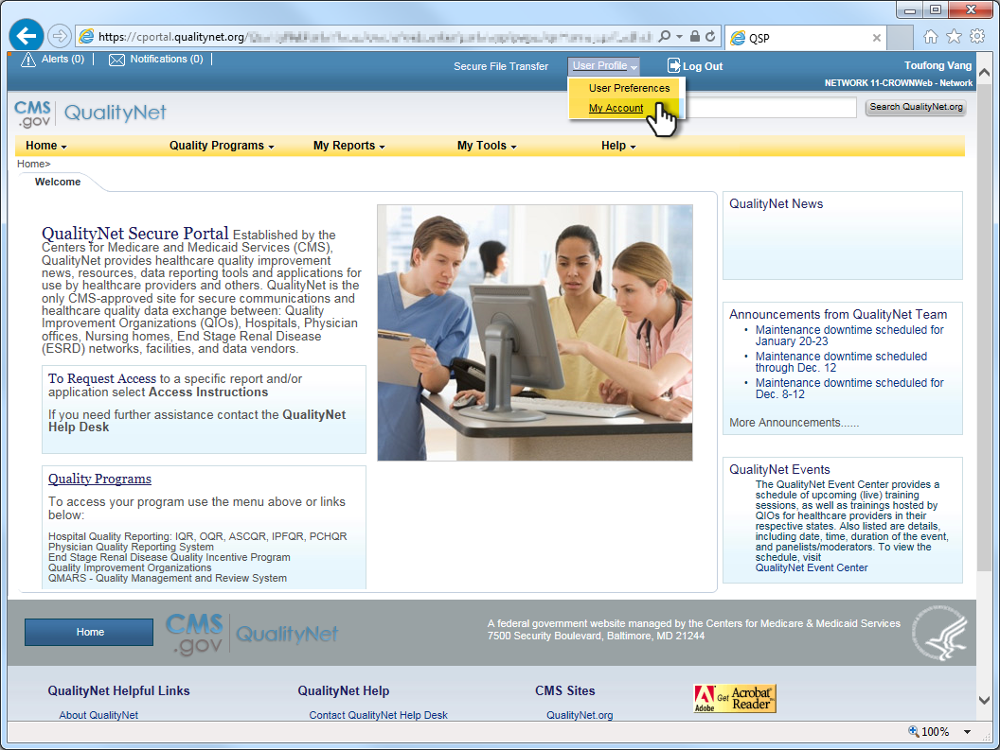 https://cportal.qualitynet.org/
QSP
Alerts (0)
Notifications (0)
Secure File Transfer
User Profile
Log Out
Toufong Vang
NETWORK 11-CROWNWeb - Network
User Preferences
My Account
CMS
.gov
QualityNet
Search QualityNet.org
Home
Quality Programs
My Reports
My Tools
Help
Home>
Welcome
QualityNet Secure Portal Established by the
Centers for Medicare and Medicaid Services (CMS),
QualityNet provides healthcare quality improvement
news, resources, data reporting tools and applications for
use by healthcare providers and others. QualityNet is the
only CMS-approved site for secure communications and
healthcare quality data exchange between: Quality
Improvement Organizations (QIOs), Hospitals, Physician
offices, Nursing homes, End Stage Renal Disease
(ESRD) networks, facilities, and data vendors.
To Request Access to a specific report and/or
application select Access Instructions
If you need further assistance contact the QualityNet
Help Desk
Quality Programs
To access your program use the menu above or links
below:
Hospital Quality Reporting: IQR, OQR, ASCQR, IPFQR, PCHQR
Physician Quality Reporting System
End Stage Renal Disease Quality Incentive Program
Quality Improvement Organizations
QMARS - Quality Management and Review System
QualityNet News
Announcements from QualityNet Team
• Maintenance downtime scheduled for
January 20-23
• Maintenance downtime scheduled
through Dec. 12
• Maintenance downtime scheduled for
Dec. 8-12
More Announcements......
QualityNet Events
The QualityNet Event Center provides a
schedule of upcoming (live) training
sessions, as well as trainings hosted by
QIOs for healthcare providers in their
respective states. Also listed are details,
including date, time, duration of the event,
and panelists/moderators. To view the
schedule, visit
QualityNet Event Center
Home
CMS
.gov
QualityNet
A federal government website managed by the Centers for Medicare & Medicaid Services
7500 Security Boulevard, Baltimore, MD 21244
QualityNet Helpful Links
About QualityNet
QualityNet Help
Contact QualityNet Help Desk
CMS Sites
QualityNet.org
Adobe
Get Acrobat
Reader
100%